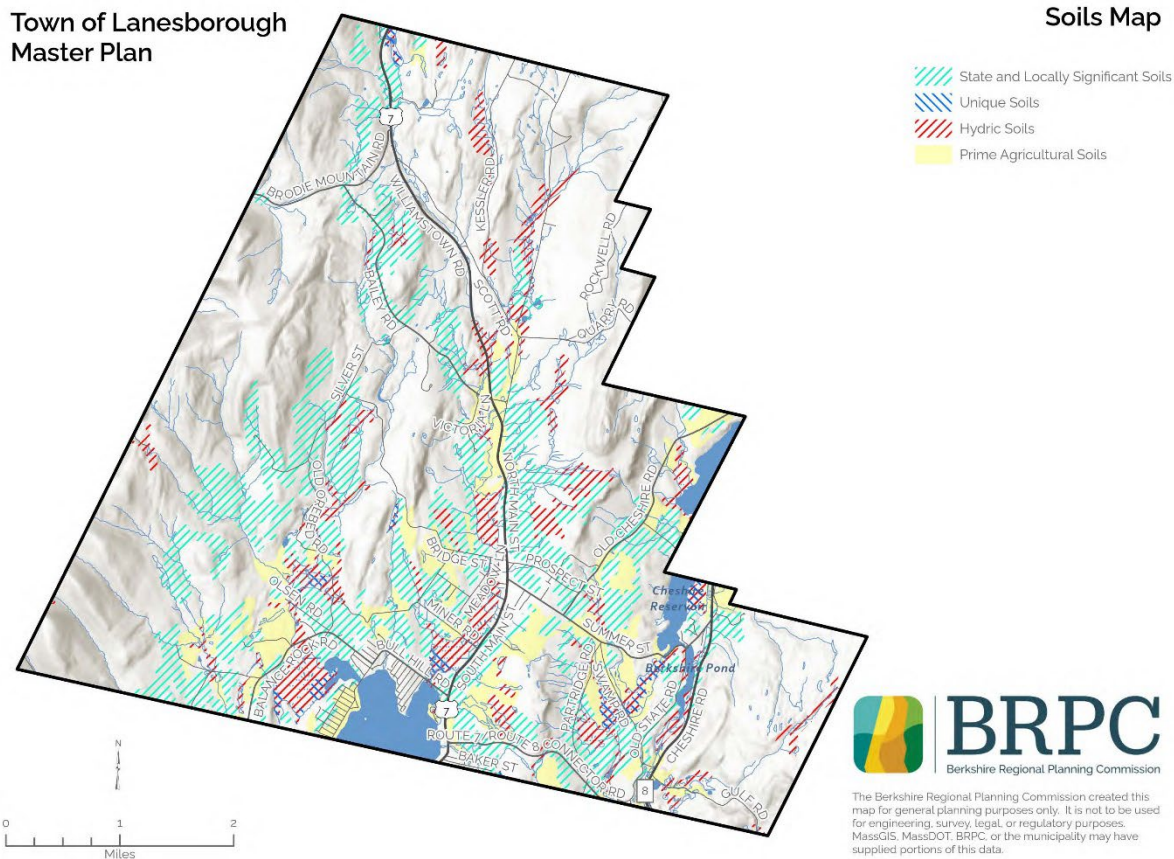 Town of Lanesborough
Master Plan
Soils Map
State and Locally Significant Soils
Unique Soils
Hydric Soils
Prime Agricultural Soils
7
BRODIE MOUNTAIN RD
WILLIAMSTOWN RD
KESSLER RD
ROCKWELL RD
SCOTT RD
QUARRY RD
BAILEY RD
SILVER ST
VICTORIA LN
NORTH MAIN ST
OLD OREBED RD
OLD CHESHIRE RD
BRIDGE ST
PROSPECT ST
OLSEN RD
MINER RD
MEADOW LN
Cheshire
Reservoir
SOUTH MAIN ST
SUMMER ST
BALANCE ROCK RD
BULL HILL RD
Berkshire Pond
PARTRIDGE RD
SWAMP RD
OLD STATE RD
CHESHIRE RD
7
ROUTE 7/ROUTE 8 CONNECTOR RD
BAKER ST
8
GULF RD
N
0 1 2
Miles
BRPC
Berkshire Regional Planning Commission
The Berkshire Regional Planning Commission created this
map for general planning purposes only. It is not to be used
for engineering, survey, legal, or regulatory purposes.
MassGIS, MassDOT, BRPC, or the municipality may have
supplied portions of this data.